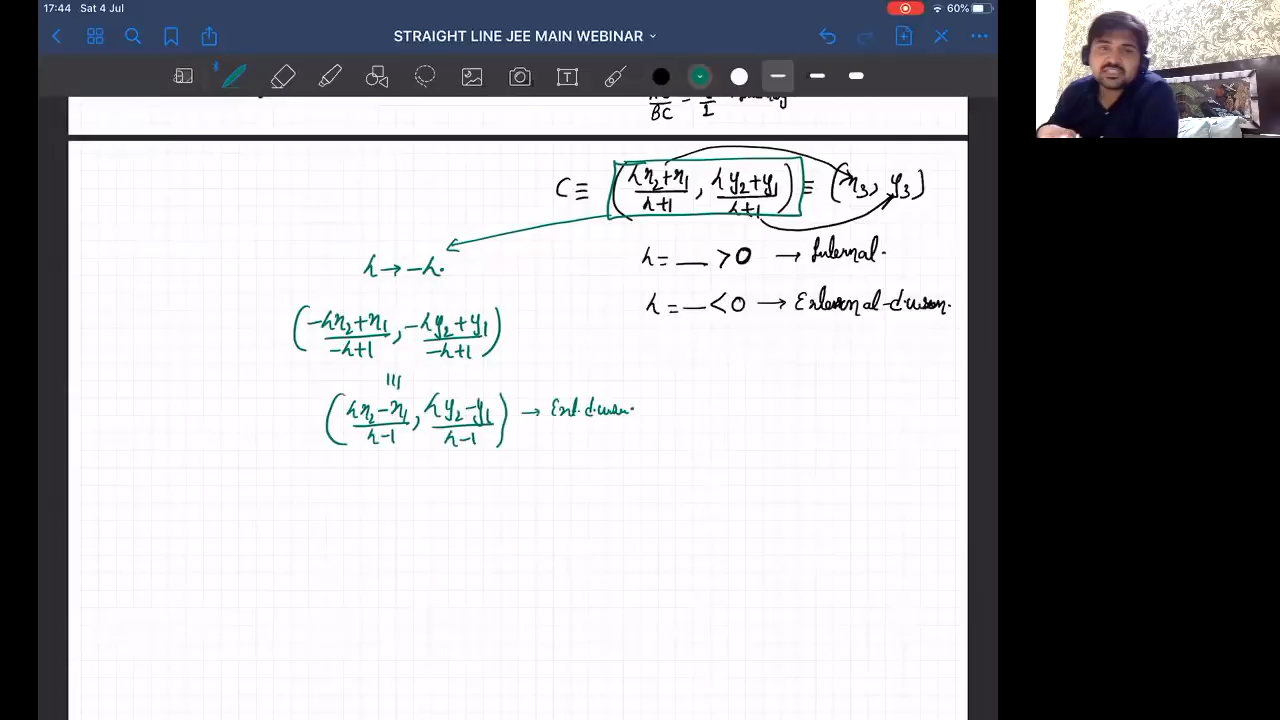 17:44 Sat 4 Jul
60%
STRAIGHT LINE JEE MAIN WEBINAR
BC
C ≡ ( (λx₂+x₁)/(λ+1) , (λy₂+y₁)/(λ+1) ) ≡ (x₃, y₃)
λ → -λ.
λ = __ > 0 → Internal.
λ = __ < 0 → External division.
( (-λx₂+x₁)/(-λ+1) , (-λy₂+y₁)/(-λ+1) )
≡
( (λx₂-x₁)/(λ-1) , (λy₂-y₁)/(λ-1) ) → Ext. division.